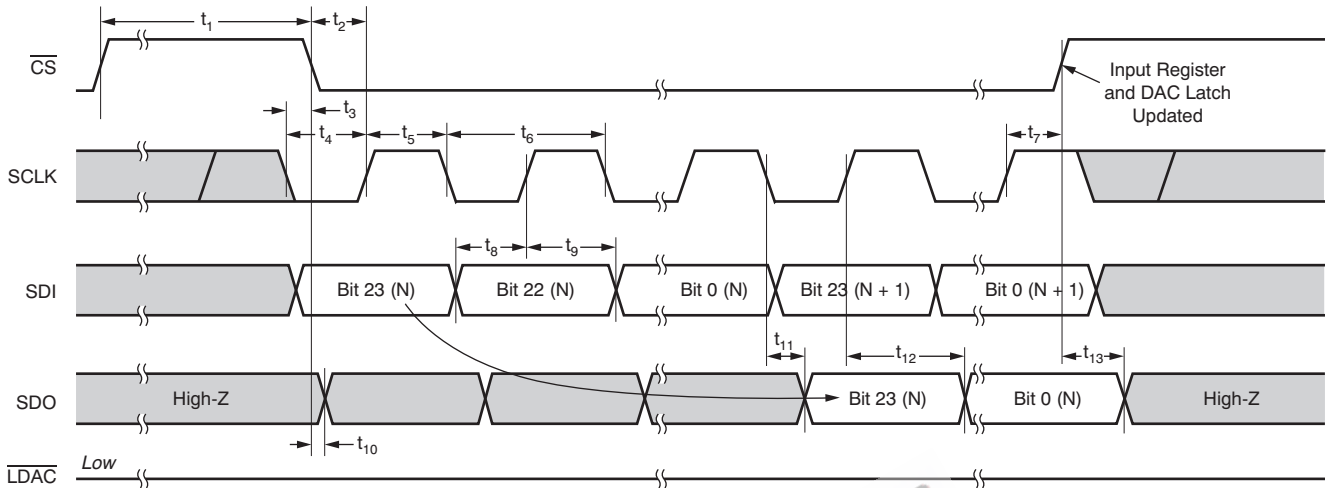 t1
t2
CS
Input Register
and DAC Latch
Updated
t3
t4
t5
t6
t7
SCLK
t8
t9
SDI
Bit 23 (N)
Bit 22 (N)
Bit 0 (N)
Bit 23 (N + 1)
Bit 0 (N + 1)
t11
t12
t13
SDO
High-Z
Bit 23 (N)
Bit 0 (N)
High-Z
t10
LDAC
Low